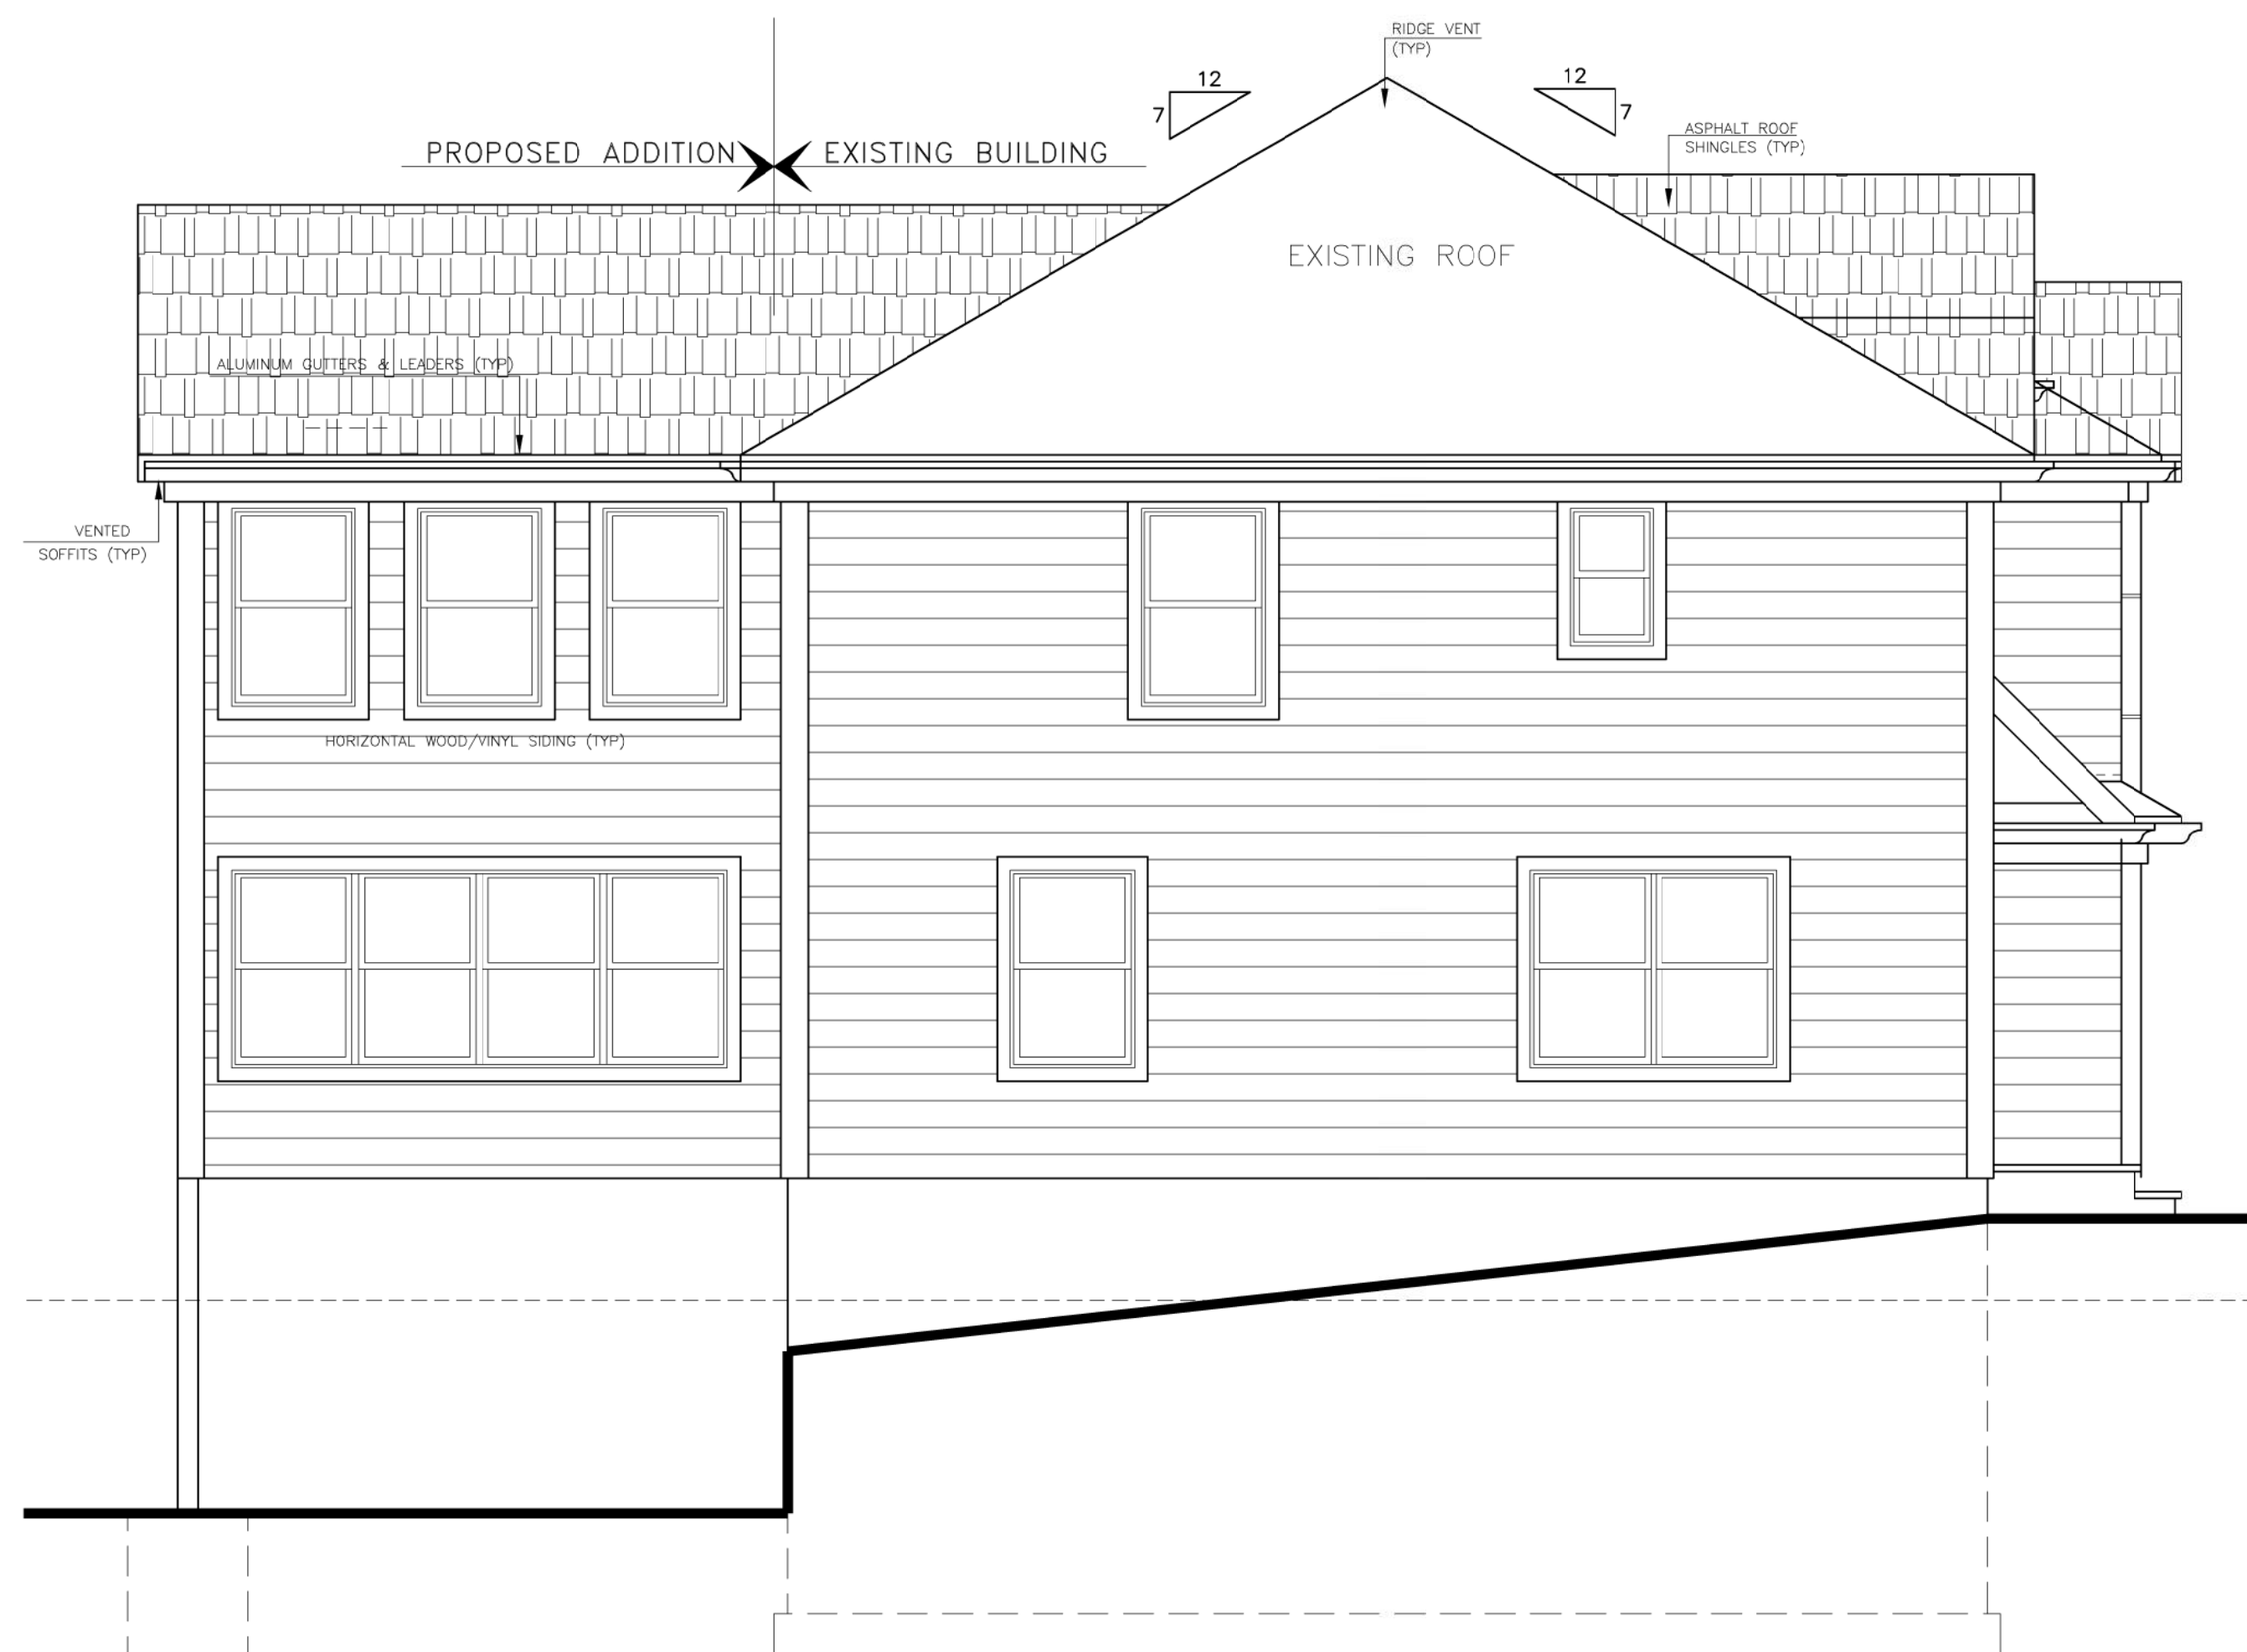 RIDGE VENT
(TYP)
12
7
12
7
ASPHALT ROOF
SHINGLES (TYP)
PROPOSED ADDITION
EXISTING BUILDING
EXISTING ROOF
ALUMINUM GUTTERS & LEADERS (TYP)
VENTED
SOFFITS (TYP)
HORIZONTAL WOOD/VINYL SIDING (TYP)